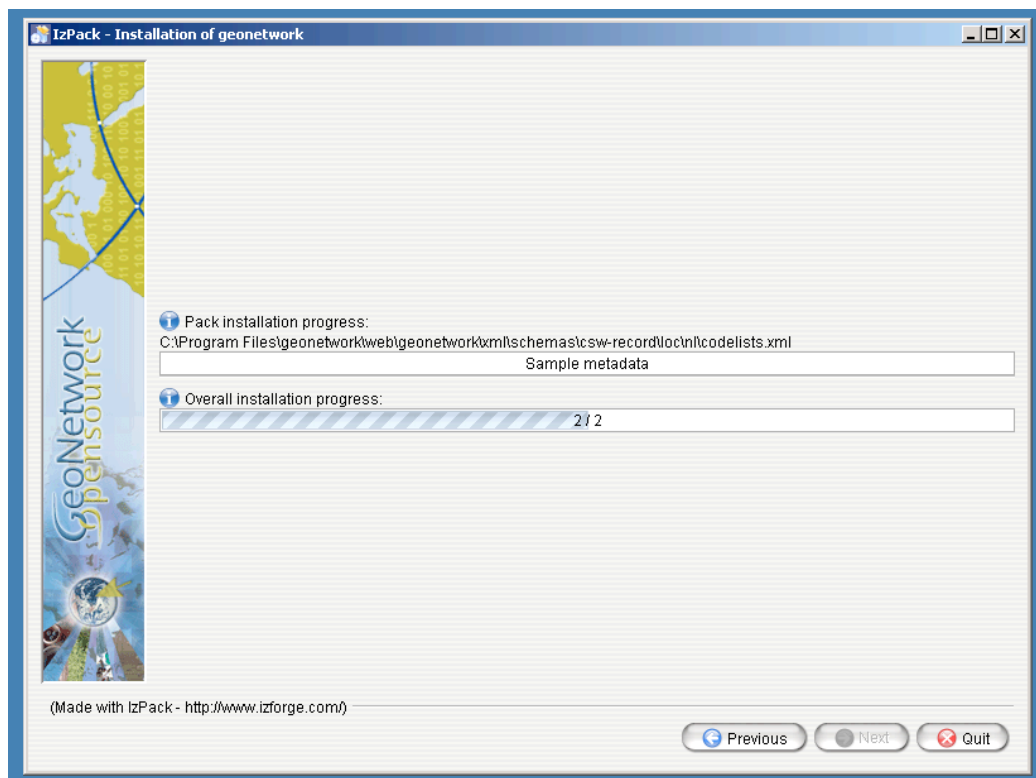 IzPack - Installation of geonetwork
GeoNetwork
Opensource
Pack installation progress:
C:\Program Files\geonetwork\web\geonetwork\xml\schemas\csw-record\loc\nl\codelists.xml
Sample metadata
Overall installation progress:
2 / 2
(Made with IzPack - http://www.izforge.com/)
Previous
Next
Quit